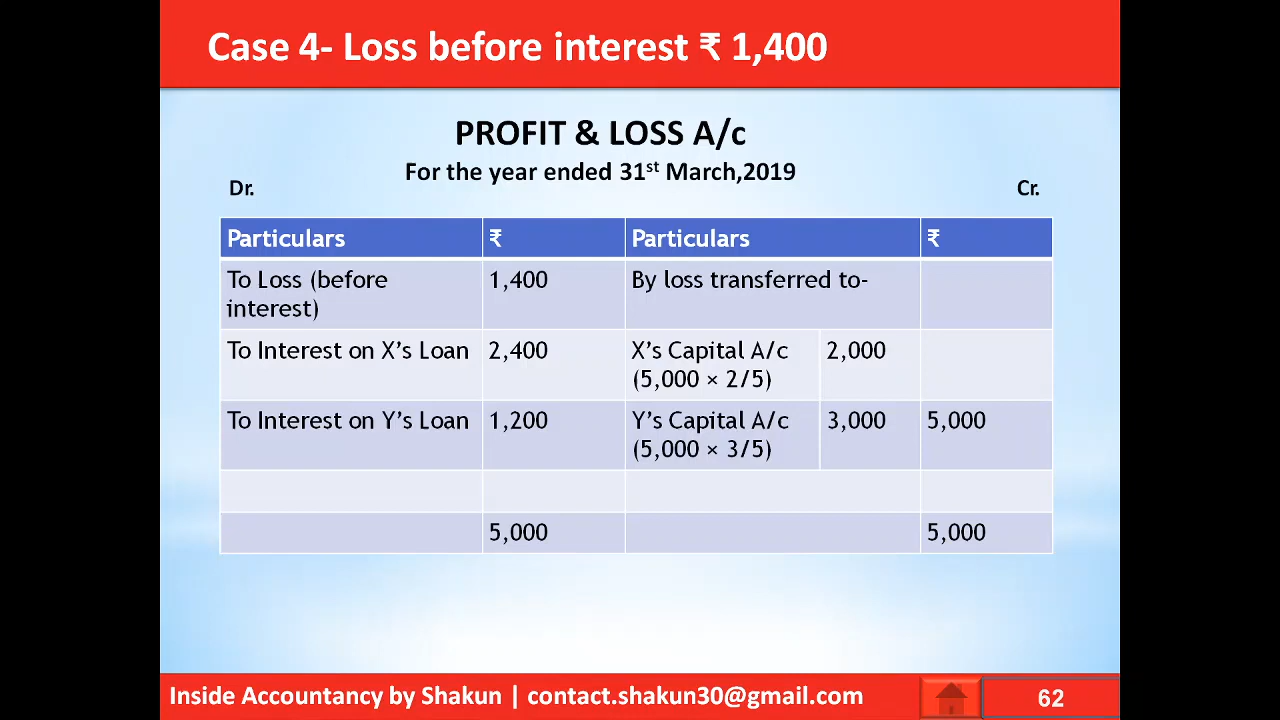 Case 4- Loss before interest ₹ 1,400
PROFIT & LOSS A/c
For the year ended 31st March,2019
Dr.
Cr.
Particulars ₹ Particulars ₹
To Loss (before interest) 1,400 By loss transferred to-
To Interest on X’s Loan 2,400 X’s Capital A/c (5,000 × 2/5) 2,000
To Interest on Y’s Loan 1,200 Y’s Capital A/c (5,000 × 3/5) 3,000 5,000
5,000 5,000
Inside Accountancy by Shakun | contact.shakun30@gmail.com
62